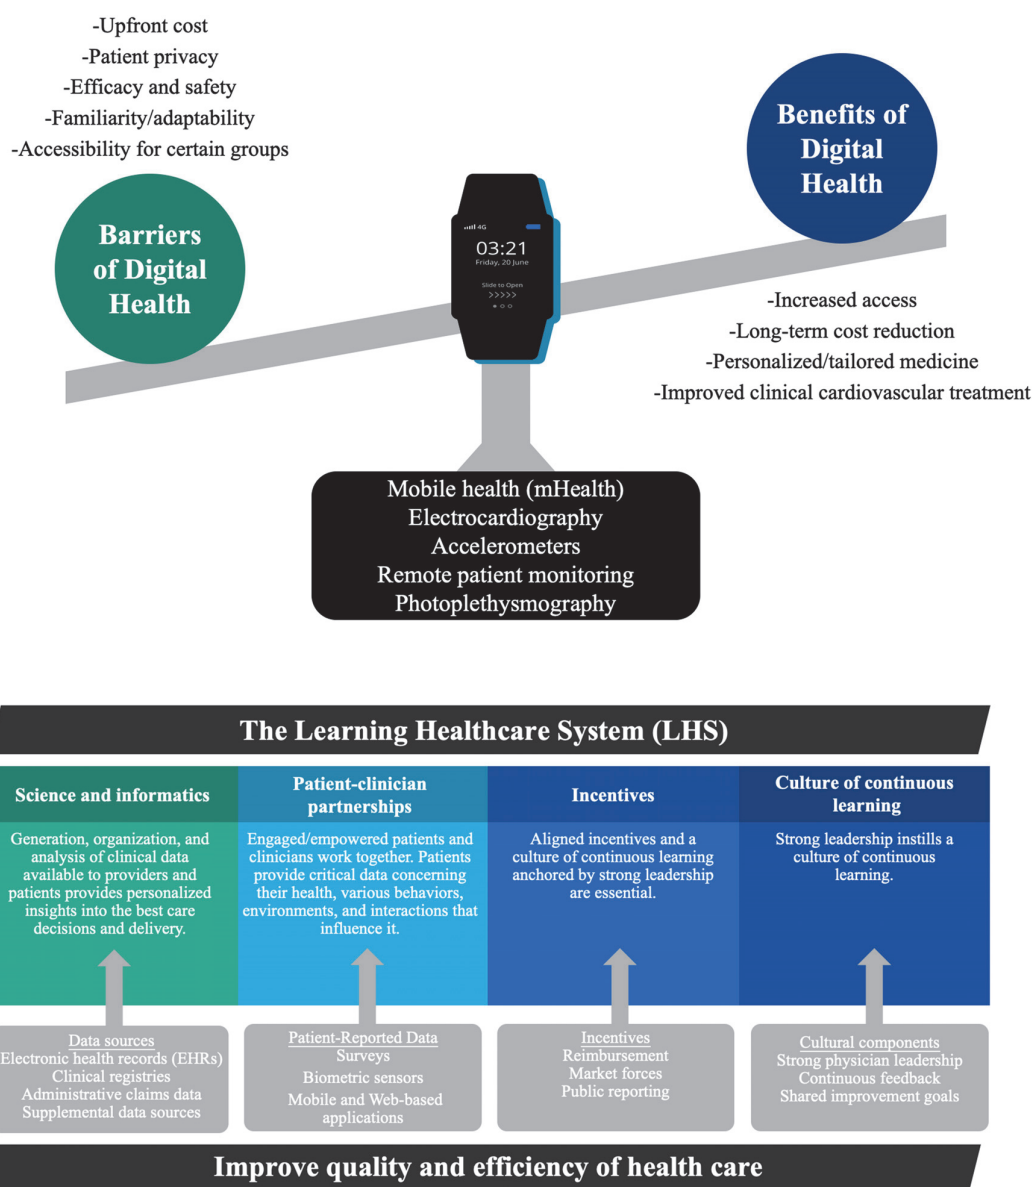 -Upfront cost
-Patient privacy
-Efficacy and safety
-Familiarity/adaptability
-Accessibility for certain groups
Barriers
of Digital
Health
Benefits of
Digital
Health
4G
03:21
Friday, 20 June
Slide to Open
>>>>>
-Increased access
-Long-term cost reduction
-Personalized/tailored medicine
-Improved clinical cardiovascular treatment
Mobile health (mHealth)
Electrocardiography
Accelerometers
Remote patient monitoring
Photoplethysmography
The Learning Healthcare System (LHS)
Science and informatics
Generation, organization, and
analysis of clinical data
available to providers and
patients provides personalized
insights into the best care
decisions and delivery.
Data sources
Electronic health records (EHRs)
Clinical registries
Administrative claims data
Supplemental data sources
Patient-clinician
partnerships
Engaged/empowered patients and
clinicians work together. Patients
provide critical data concerning
their health, various behaviors,
environments, and interactions that
influence it.
Patient-Reported Data
Surveys
Biometric sensors
Mobile and Web-based
applications
Incentives
Aligned incentives and a
culture of continuous learning
anchored by strong leadership
are essential.
Incentives
Reimbursement
Market forces
Public reporting
Culture of continuous
learning
Strong leadership instills a
culture of continuous
learning.
Cultural components
Strong physician leadership
Continuous feedback
Shared improvement goals
Improve quality and efficiency of health care